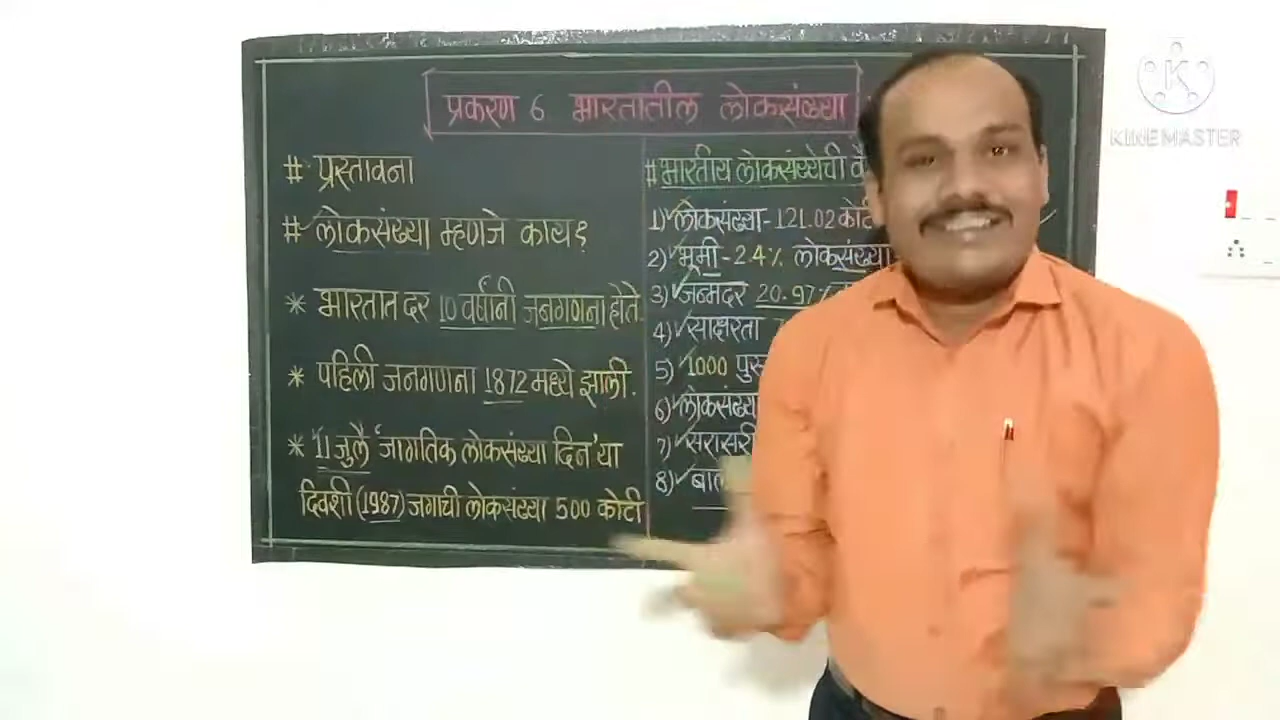 प्रकरण 6 भारतातील लोकसंख्या
# प्रस्तावना
# लोकसंख्या म्हणजे काय?
* भारतात दर 10 वर्षांनी जनगणना होते.
* पहिली जनगणना 1872 मध्ये झाली.
* 11 जुलै 'जागतिक लोकसंख्या दिन' या
दिवशी (1987) जगाची लोकसंख्या 500 कोटी
# भारतीय लोकसंख्येची
1) लोकसंख्या - 121.02 कोटी
2) भूमी - 2.4% लोकसंख्या
3) जन्मदर 20.97%
4) साक्षरता
5) 1000
6) लोकसंख्या
7) सरासरी
8)
KINEMASTER